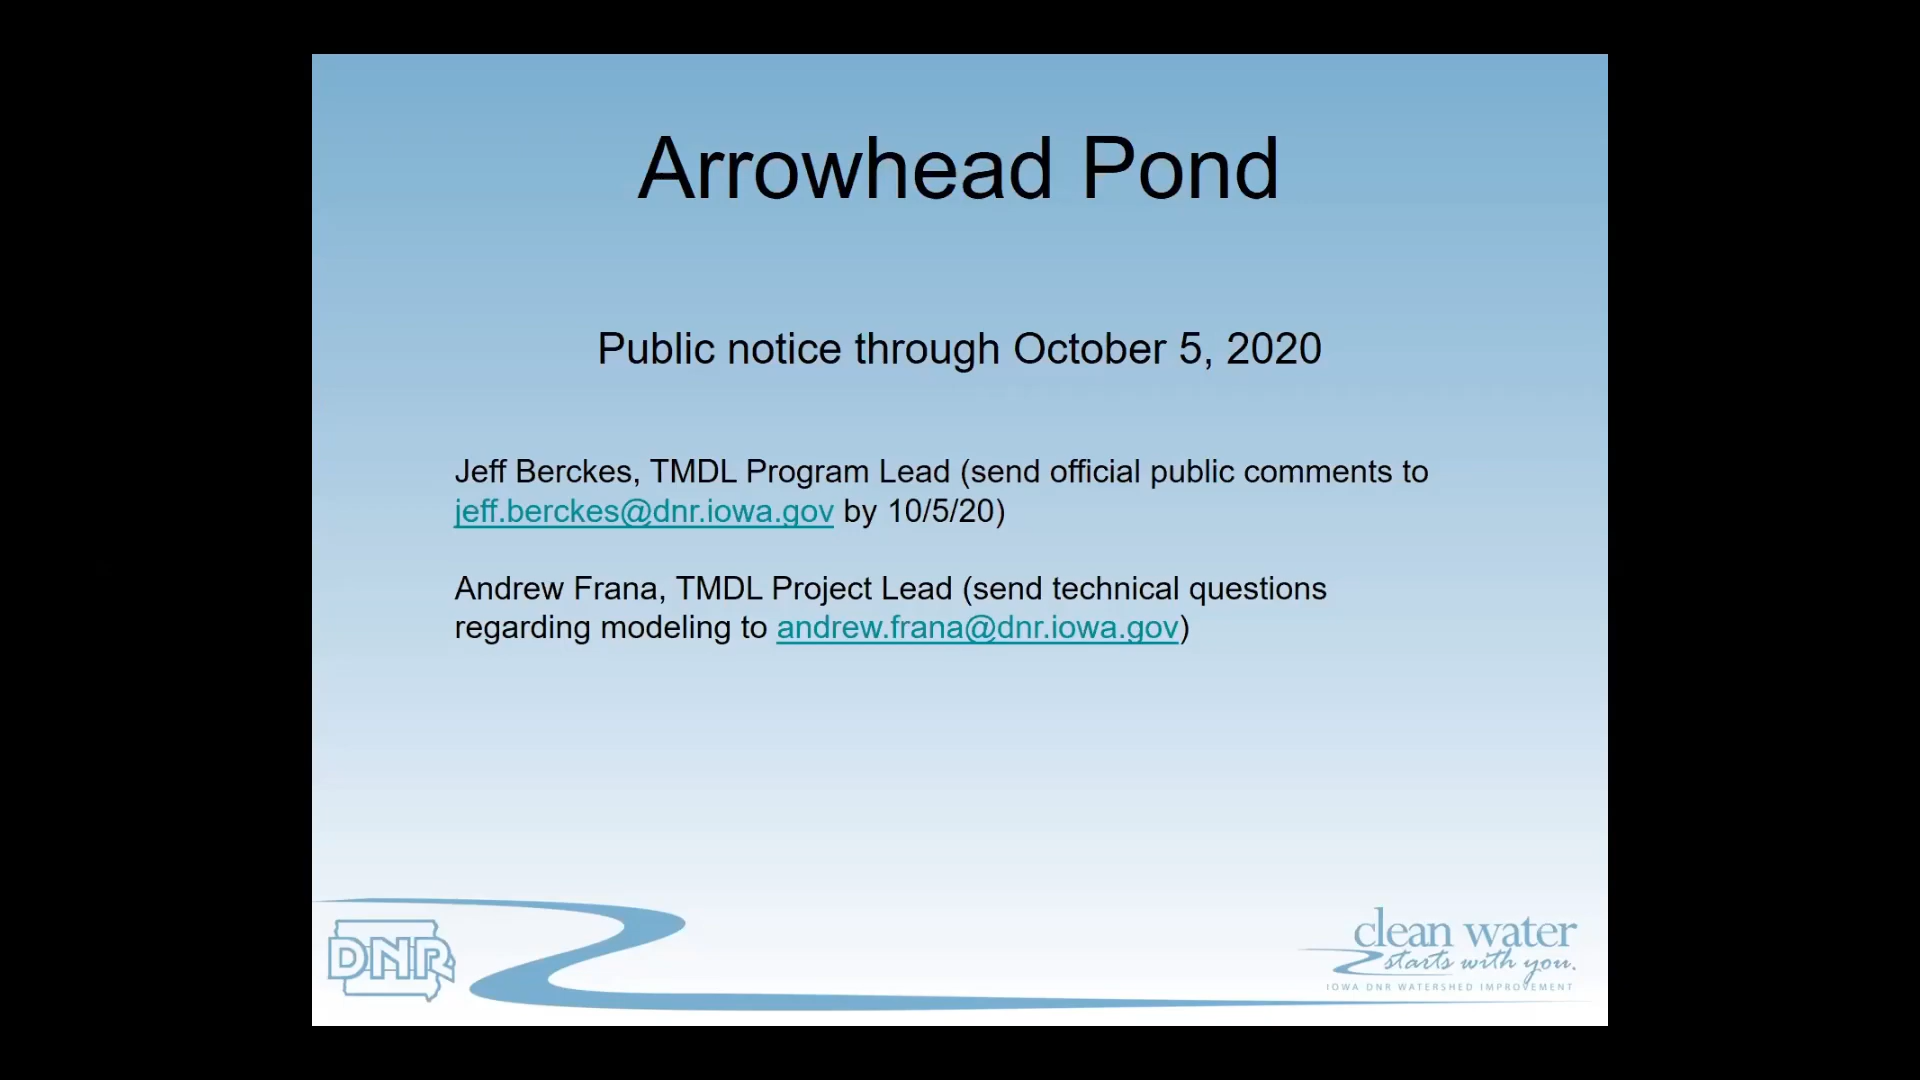 Arrowhead Pond
Public notice through October 5, 2020
Jeff Berckes, TMDL Program Lead (send official public comments to
jeff.berckes@dnr.iowa.gov by 10/5/20)
Andrew Frana, TMDL Project Lead (send technical questions
regarding modeling to andrew.frana@dnr.iowa.gov)
DNR
clean water
starts with you.
IOWA DNR WATERSHED IMPROVEMENT